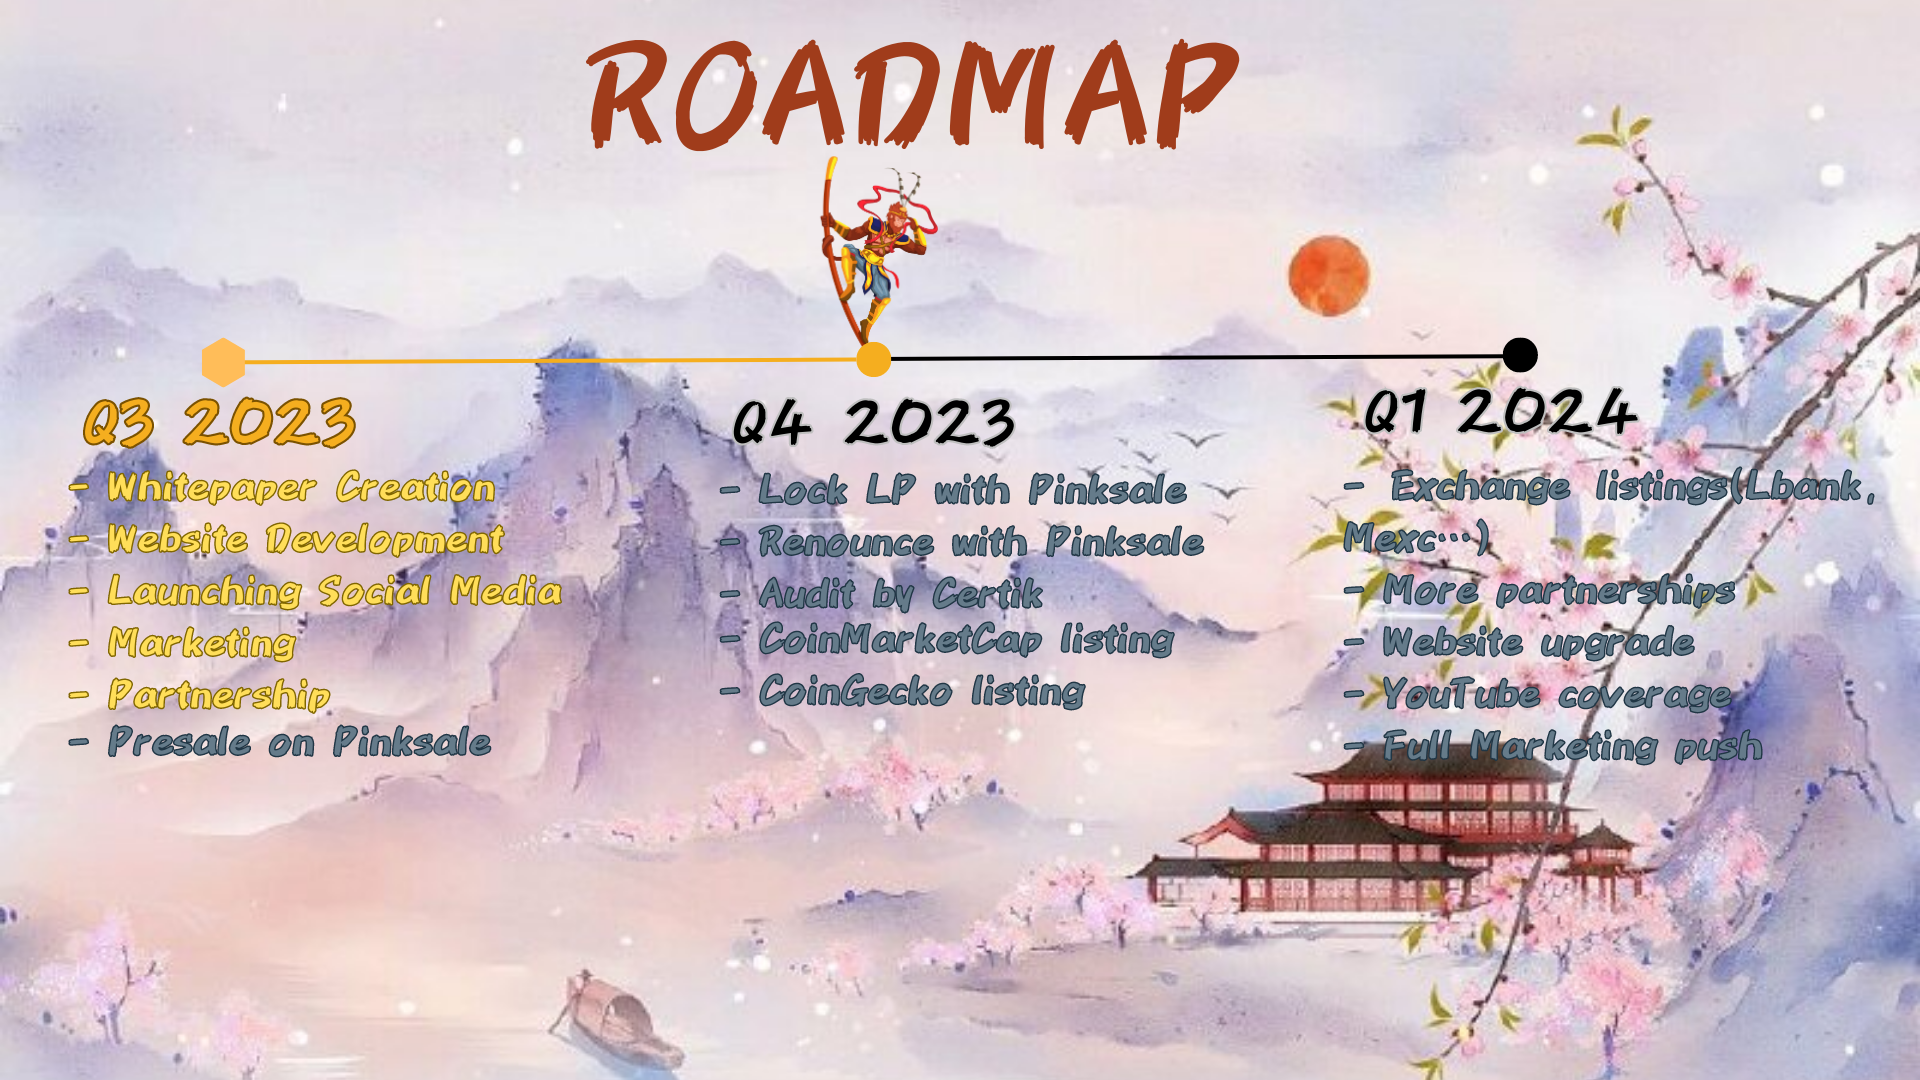 ROADMAP
Q3 2023
- Whitepaper Creation
- Website Development
- Launching Social Media
- Marketing
- Partnership
- Presale on Pinksale
Q4 2023
- Lock LP with Pinksale
- Renounce with Pinksale
- Audit by Certik
- CoinMarketCap listing
- CoinGecko listing
Q1 2024
- Exchange listings(Lbank,
Mexc...)
- More partnerships
- Website upgrade
- YouTube coverage
- Full Marketing push